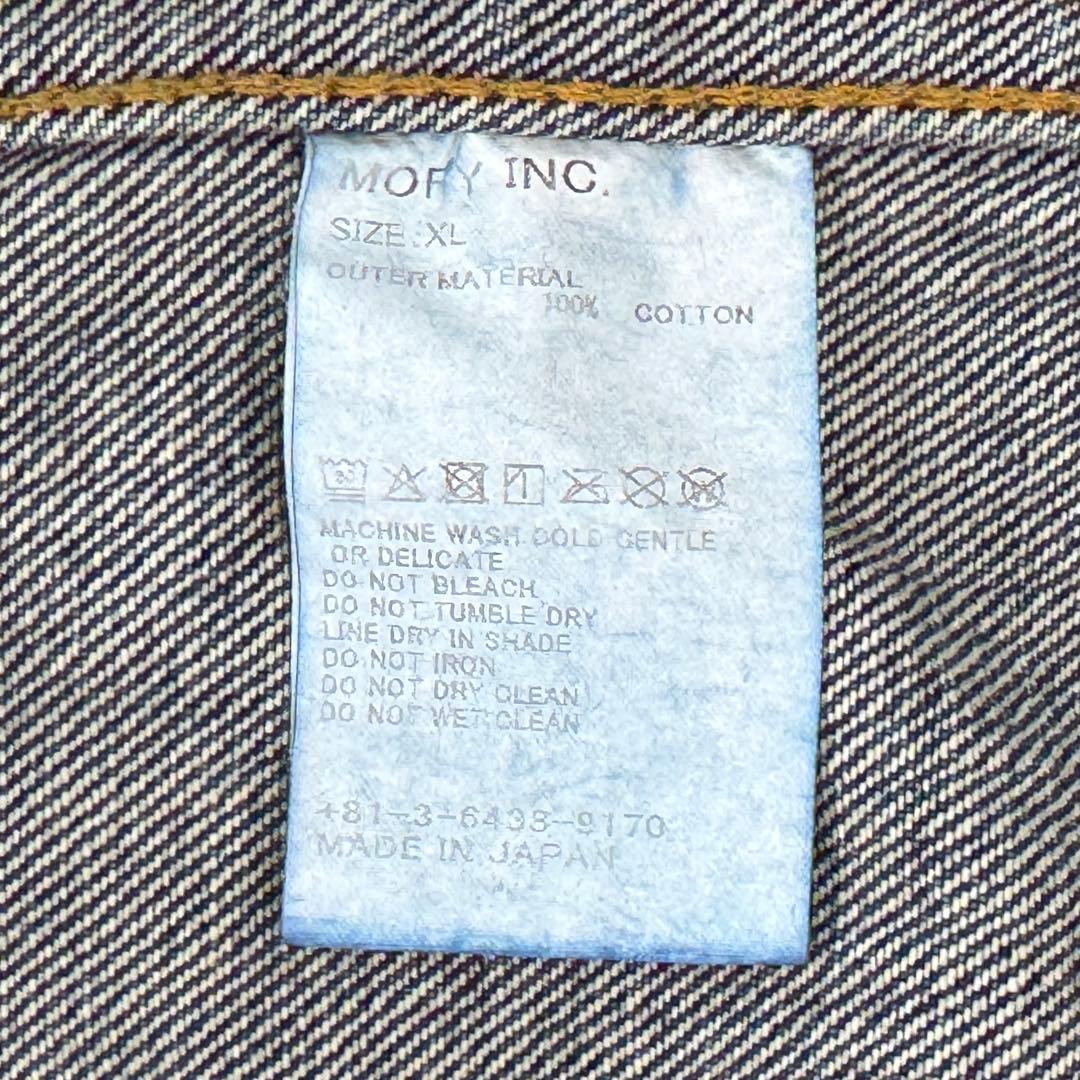 MOFY INC.
SIZE:XL
OUTER MATERIAL
100% COTTON
30
MACHINE WASH COLD GENTLE
OR DELICATE
DO NOT BLEACH
DO NOT TUMBLE DRY
LINE DRY IN SHADE
DO NOT IRON
DO NOT DRY CLEAN
DO NOT WET CLEAN
+81-3-6438-9170
MADE IN JAPAN